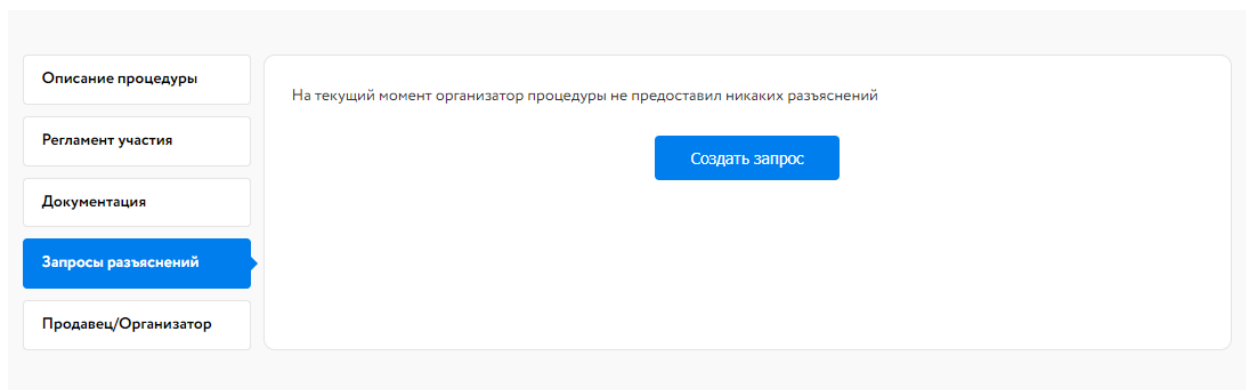 Описание процедуры
Регламент участия
Документация
Запросы разъяснений
Продавец/Организатор
На текущий момент организатор процедуры не предоставил никаких разъяснений
Создать запрос